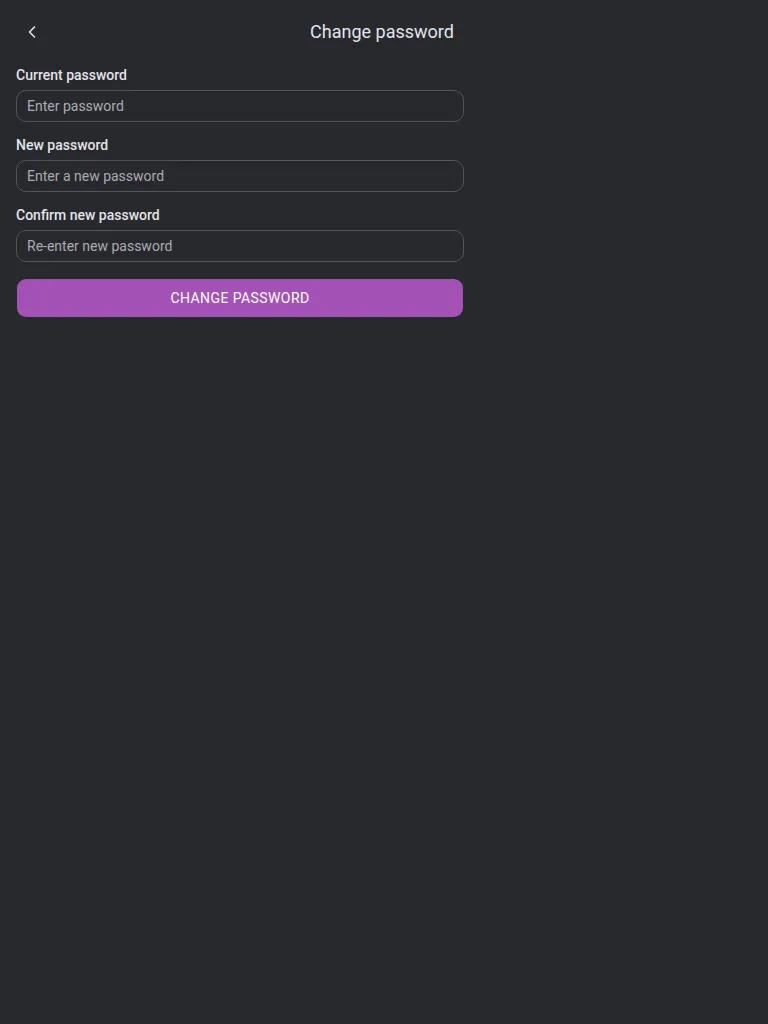 Change password
Current password
Enter password
New password
Enter a new password
Confirm new password
Re-enter new password
CHANGE PASSWORD